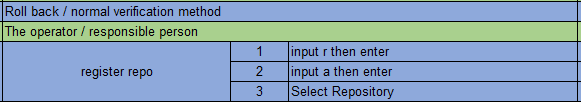 Roll back / normal verification method
The operator / responsible person
register repo
1 input r then enter
2 input a then enter
3 Select Repository